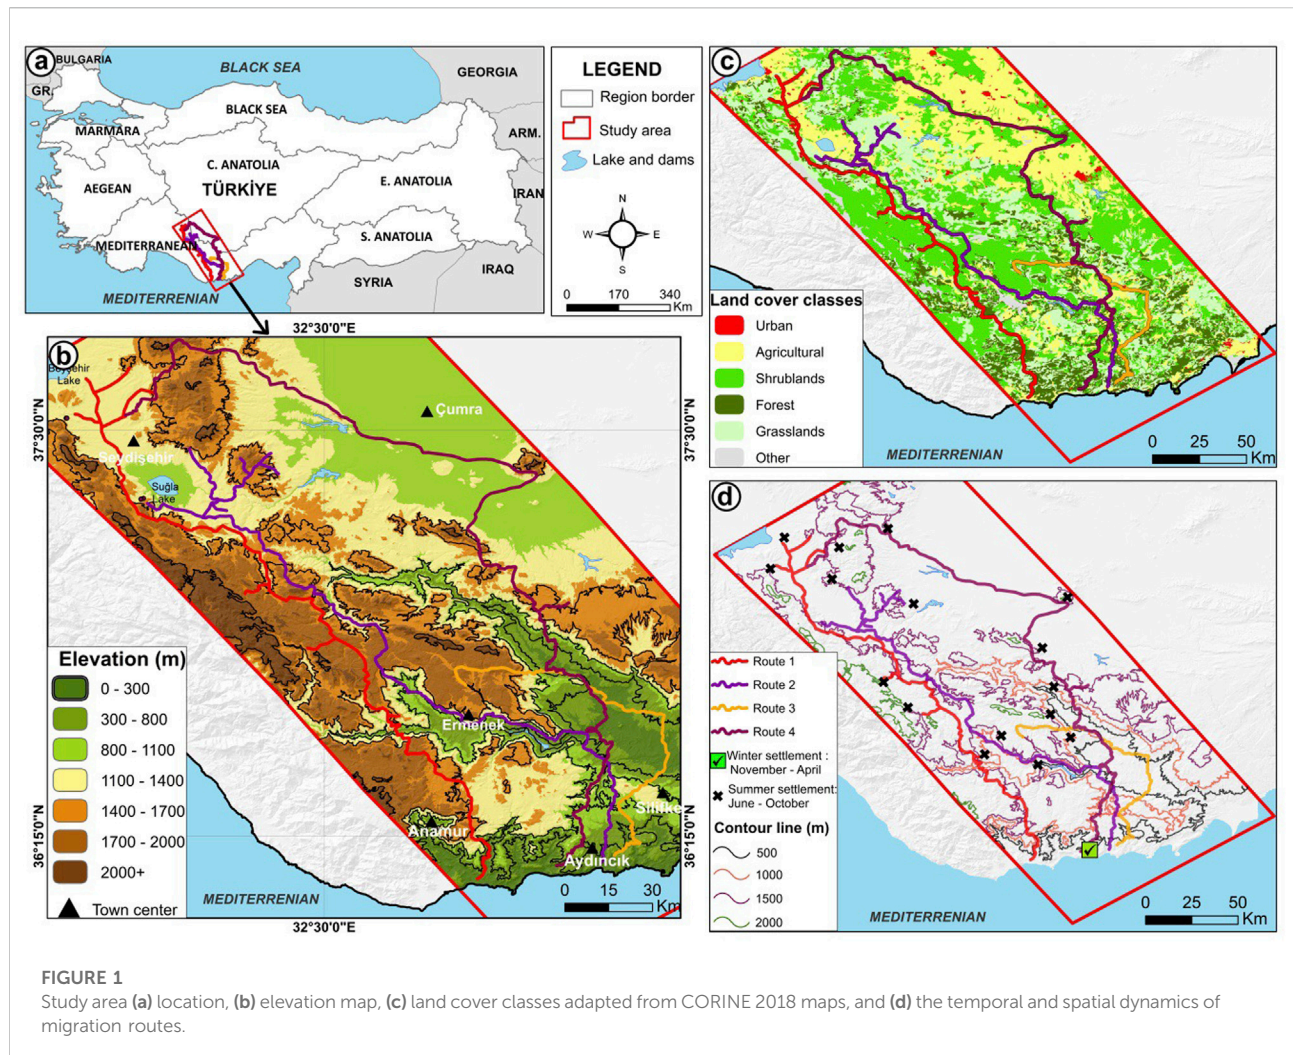 a
BULGARIA
BLACK SEA
GEORGIA
GR.
BLACK SEA
MARMARA
ARM.
C. ANATOLIA
TÜRKİYE
E. ANATOLIA
AEGEAN
IRAN
MEDITERRANEAN
S. ANATOLIA
SYRIA
IRAQ
MEDITERRENIAN
LEGEND
Region border
Study area
Lake and dams
N
W
E
S
0 170 340
Km
32°30'0"E
b
Beyşehir
Lake
Çumra
Seydişehir
Suğla
Lake
Ermenek
Silifke
Anamur
Aydıncık
MEDITERRENIAN
37°30'0"N
37°30'0"N
36°15'0"N
36°15'0"N
Elevation (m)
0 - 300
300 - 800
800 - 1100
1100 - 1400
1400 - 1700
1700 - 2000
2000+
Town center
0 15 30
Km
32°30'0"E
c
Land cover classes
Urban
Agricultural
Shrublands
Forest
Grasslands
Other
MEDITERRENIAN
0 25 50
Km
d
Route 1
Route 2
Route 3
Route 4
Winter settlement :
November - April
Summer settlement:
June - October
Contour line (m)
500
1000
1500
2000
MEDITERRENIAN
0 25 50
Km
FIGURE 1
Study area (a) location, (b) elevation map, (c) land cover classes adapted from CORINE 2018 maps, and (d) the temporal and spatial dynamics of
migration routes.